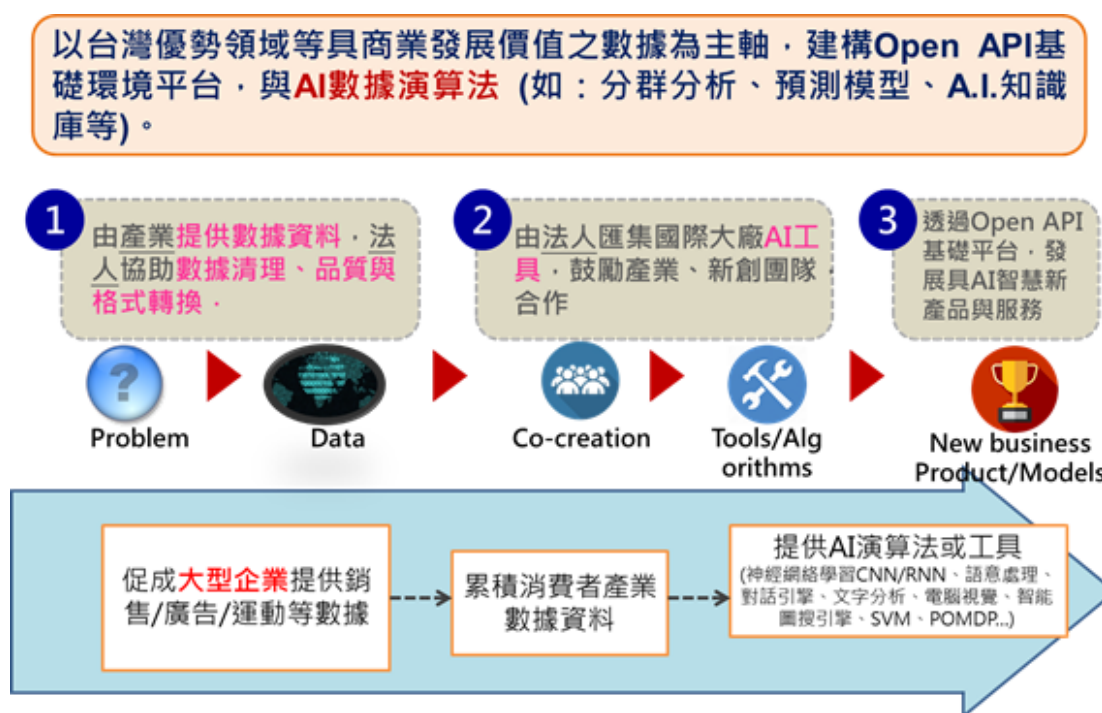 以台灣優勢領域等具商業發展價值之數據為主軸，建構Open API基
礎環境平台，與AI數據演算法 (如：分群分析、預測模型、A.I.知識
庫等)。
1
由產業提供數據資料，法
人協助數據清理、品質與
格式轉換．
2
由法人匯集國際大廠AI工
具，鼓勵產業、新創團隊
合作
3
透過Open API
基礎平台，發
展具AI智慧新
產品與服務
?
Problem
Data
Co-creation
Tools/Alg
orithms
New business
Product/Models
促成大型企業提供銷
售/廣告/運動等數據
累積消費者產業
數據資料
提供AI演算法或工具
(神經網絡學習CNN/RNN、語意處理、
對話引擎、文字分析、電腦視覺、智能
圖搜引擎、SVM、POMDP...)